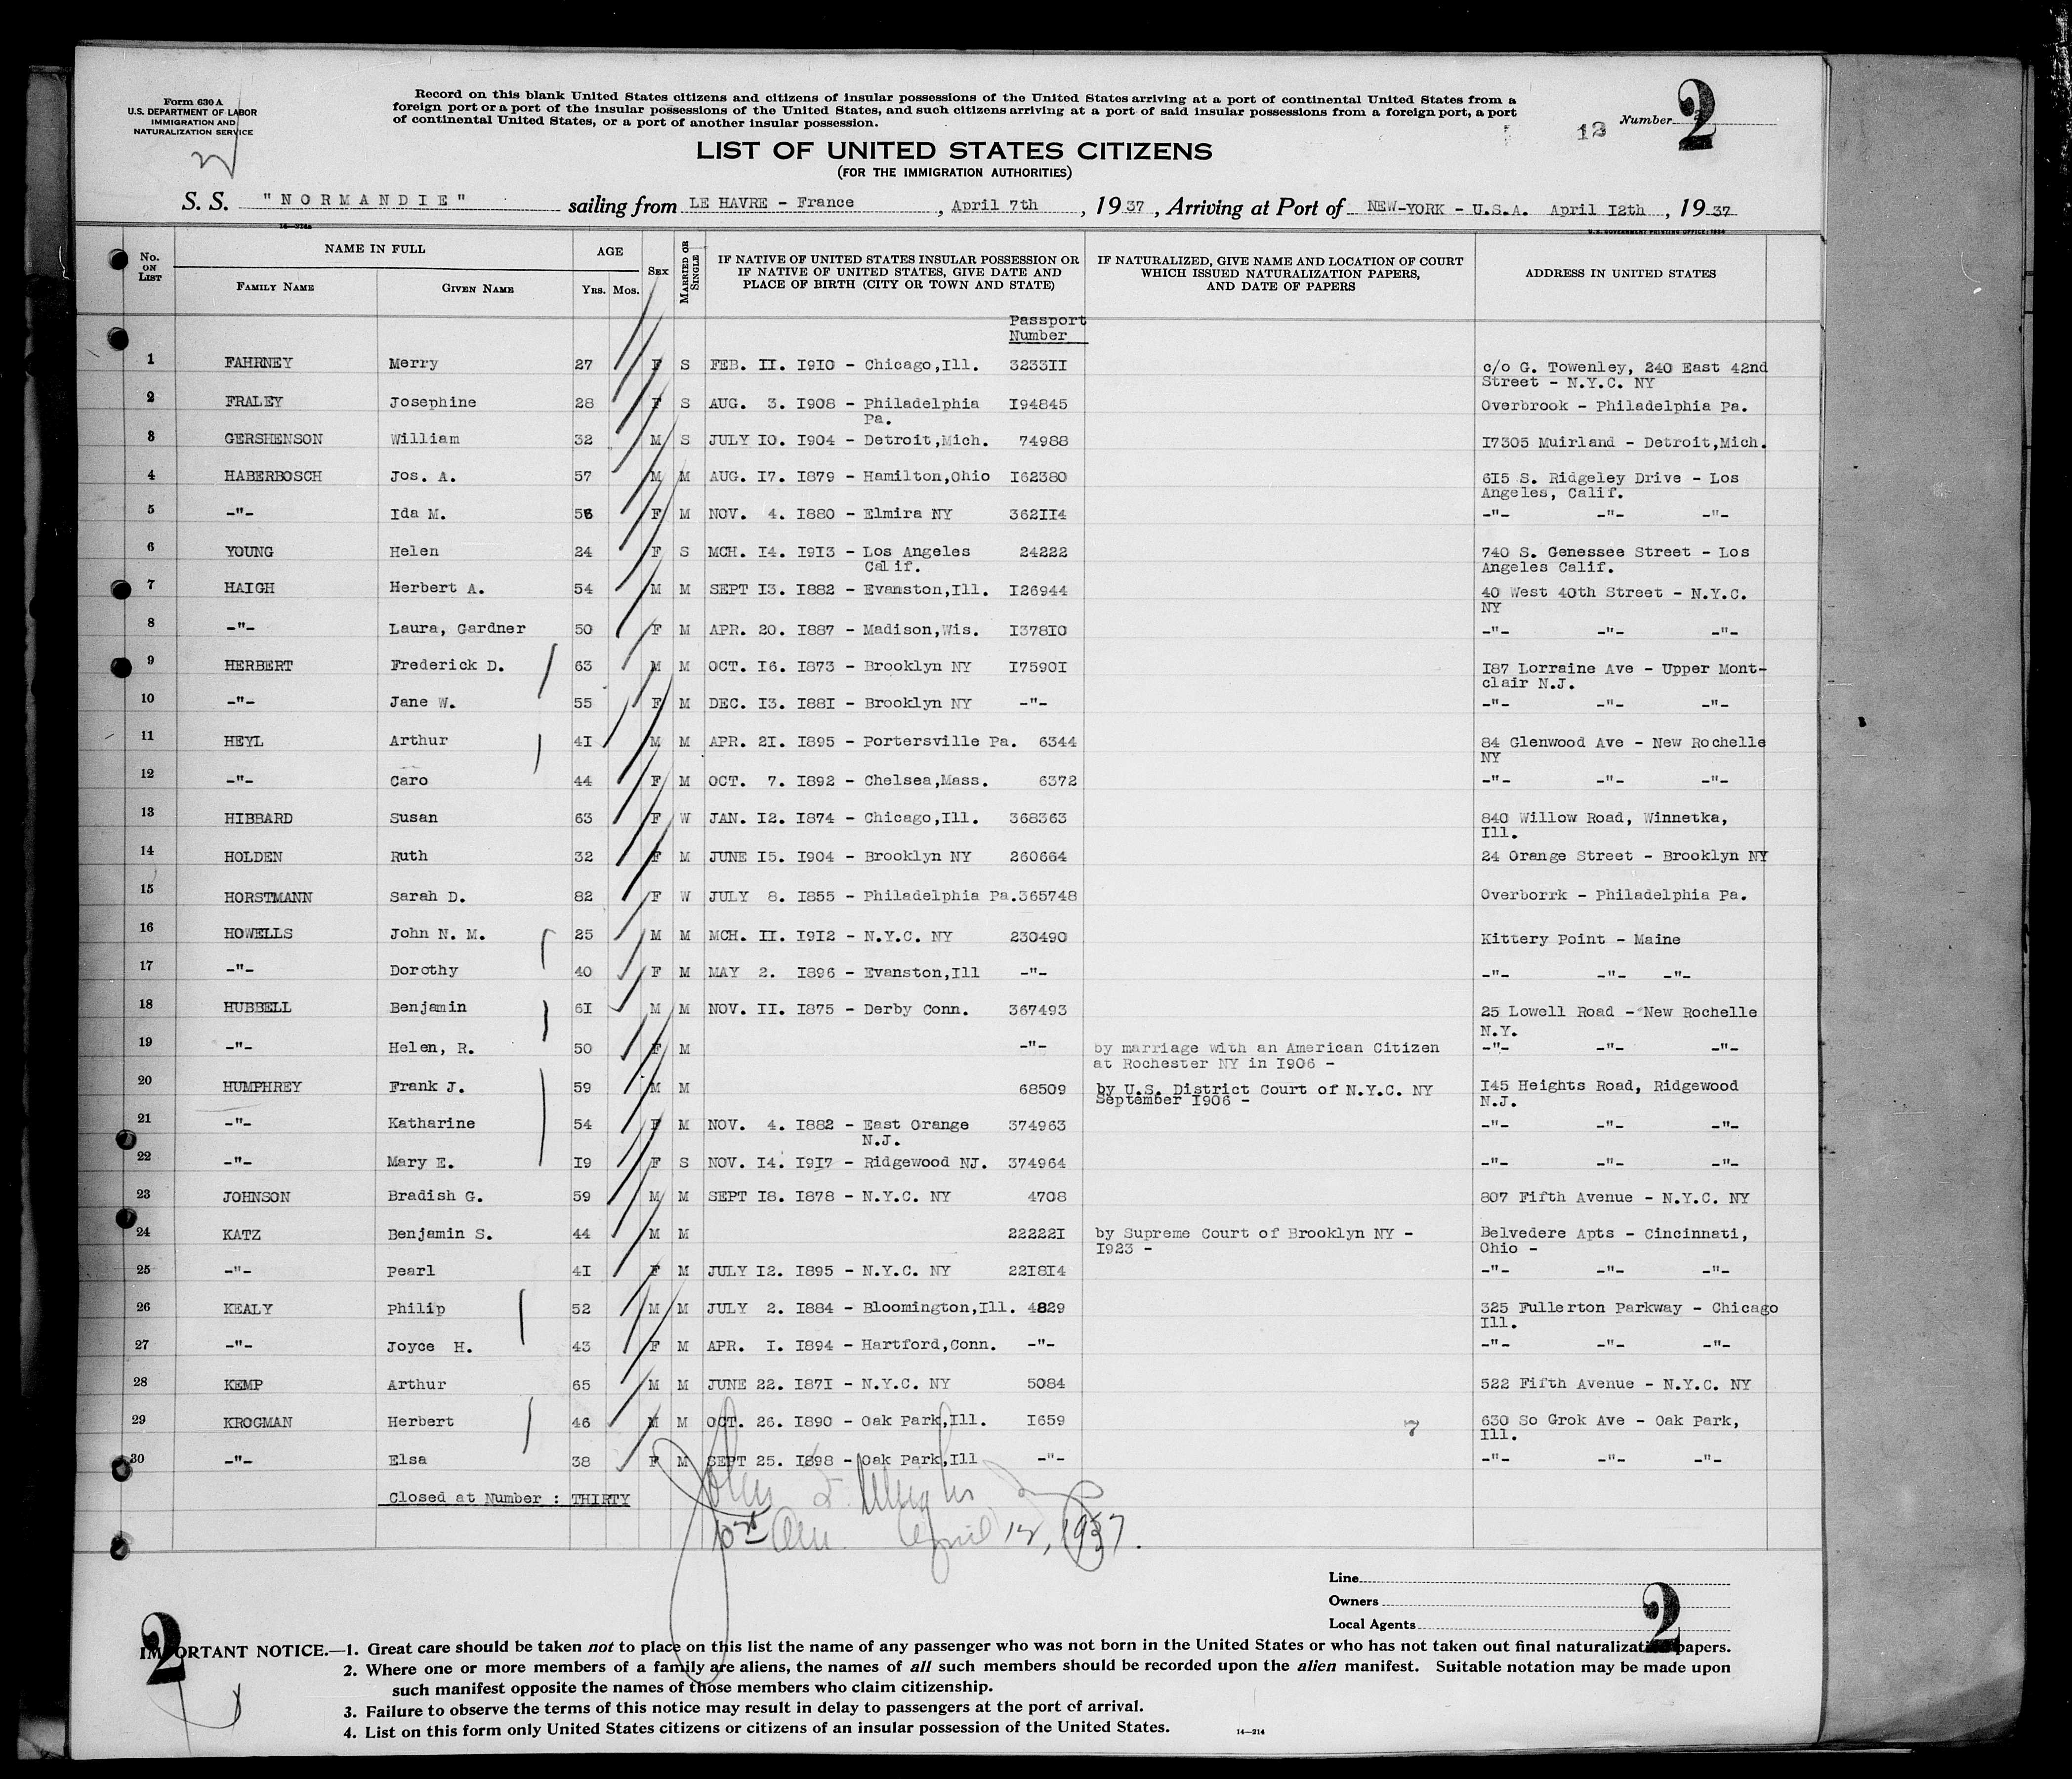 Form 630 A
U.S. DEPARTMENT OF LABOR
IMMIGRATION AND
NATURALIZATION SERVICE
Record on this blank United States citizens and citizens of insular possessions of the United States arriving at a port of continental United States from a
foreign port or a port of the insular possessions of the United States, and such citizens arriving at a port of said insular possessions from a foreign port, a port
of continental United States, or a port of another insular possession.
Number 2
LIST OF UNITED STATES CITIZENS
(FOR THE IMMIGRATION AUTHORITIES)
S. S. "NORMANDIE" sailing from LE HAVRE - France, April 7th, 1937, Arriving at Port of NEW-YORK - U.S.A. April I2th, 1937
U.S. GOVERNMENT PRINTING OFFICE: 1934
No. ON LIST NAME IN FULL AGE SEX MARRIED OR SINGLE IF NATIVE OF UNITED STATES INSULAR POSSESSION OR IF NATIVE OF UNITED STATES, GIVE DATE AND PLACE OF BIRTH (CITY OR TOWN AND STATE) IF NATURALIZED, GIVE NAME AND LOCATION OF COURT WHICH ISSUED NATURALIZATION PAPERS, AND DATE OF PAPERS ADDRESS IN UNITED STATES
FAMILY NAME GIVEN NAME YRS. MOS.
Passport
Number
1 FAHRNEY Merry 27 F S FEB. II. I9I0 - Chicago,Ill. 3233II c/o G. Towenley, 240 East 42nd
Street - N.Y.C. NY
2 FRALEY Josephine 28 F S AUG. 3. I908 - Philadelphia I94845 Overbrook - Philadelphia Pa.
Pa.
3 GERSHENSON William 32 M S JULY I0. I904 - Detroit,Mich. 74988 I7305 Muirland - Detroit,Mich.
4 HABERBOSCH Jos. A. 57 M M AUG. I7. I879 - Hamilton,Ohio I62380 6I5 S. Ridgeley Drive - Los
Angeles, Calif.
5 -"- Ida M. 56 F M NOV. 4. I880 - Elmira NY 362II4 -"- -"- -"-
6 YOUNG Helen 24 F S MCH. I4. I9I3 - Los Angeles 24222 740 S. Genessee Street - Los
Calif. Angeles Calif.
7 HAIGH Herbert A. 54 M M SEPT I3. I882 - Evanston,Ill. I26944 40 West 40th Street - N.Y.C.
NY
8 -"- Laura, Gardner 50 F M APR. 20. I887 - Madison,Wis. I378I0 -"- -"- -"-
9 HERBERT Frederick D. 63 M M OCT. I6. I873 - Brooklyn NY I7590I I87 Lorraine Ave - Upper Mont-
clair N.J.
10 -"- Jane W. 55 F M DEC. I3. I88I - Brooklyn NY -"- -"- -"- -"-
11 HEYL Arthur 4I M M APR. 2I. I895 - Portersville Pa. 6344 84 Glenwood Ave - New Rochelle
NY
12 -"- Caro 44 F M OCT. 7. I892 - Chelsea,Mass. 6372 -"- -"- -"-
13 HIBBARD Susan 63 F W JAN. I2. I874 - Chicago,Ill. 368363 840 Willow Road, Winnetka,
Ill.
14 HOLDEN Ruth 32 F M JUNE I5. I904 - Brooklyn NY 260664 24 Orange Street - Brooklyn NY
15 HORSTMANN Sarah D. 82 F W JULY 8. I855 - Philadelphia Pa.365748 Overborrk - Philadelphia Pa.
16 HOWELLS John N. M. 25 M M MCH. II. I9I2 - N.Y.C. NY 230490 Kittery Point - Maine
17 -"- Dorothy 40 F M MAY 2. I896 - Evanston,Ill -"- -"- -"- -"-
18 HUBBELL Benjamin 6I M M NOV. II. I875 - Derby Conn. 367493 25 Lowell Road - New Rochelle
N.Y.
19 -"- Helen, R. 50 F M -"- by marriage with an American Citizen -"- -"- -"-
at Rochester NY in I906 -
20 HUMPHREY Frank J. 59 M M 68509 by U.S. District Court of N.Y.C. NY I45 Heights Road, Ridgewood
September I906 - N.J.
21 -"- Katharine 54 F M NOV. 4. I882 - East Orange 374963 -"- -"- -"-
N.J.
22 -"- Mary E. I9 F S NOV. I4. I9I7 - Ridgewood NJ. 374964 -"- -"- -"-
23 JOHNSON Bradish G. 59 M M SEPT I8. I878 - N.Y.C. NY 4708 807 Fifth Avenue - N.Y.C. NY
24 KATZ Benjamin S. 44 M M 22222I by Supreme Court of Brooklyn NY - Belvedere Apts - Cincinnati,
I923 - Ohio -
25 -"- Pearl 4I F M JULY I2. I895 - N.Y.C. NY 22I8I4 -"- -"- -"-
26 KEALY Philip 52 M M JULY 2. I884 - Bloomington,Ill. 4829 325 Fullerton Parkway - Chicago
Ill.
27 -"- Joyce H. 43 F M APR. I. I894 - Hartford,Conn. -"- -"- -"- -"-
28 KEMP Arthur 65 M M JUNE 22. I87I - N.Y.C. NY 5084 522 Fifth Avenue - N.Y.C. NY
29 KROGMAN Herbert 46 M M OCT. 26. I890 - Oak Park,Ill. I659 7 630 So Grok Ave - Oak Park,
Ill.
30 -"- Elsa 38 F M SEPT 25. I898 - Oak Park,Ill -"- -"- -"- -"-
Closed at Number : THIRTY
April 12, 1937.
Line
Owners
Local Agents
2 2
IMPORTANT NOTICE.—1. Great care should be taken not to place on this list the name of any passenger who was not born in the United States or who has not taken out final naturalization papers.
2. Where one or more members of a family are aliens, the names of all such members should be recorded upon the alien manifest. Suitable notation may be made upon
such manifest opposite the names of those members who claim citizenship.
3. Failure to observe the terms of this notice may result in delay to passengers at the port of arrival.
4. List on this form only United States citizens or citizens of an insular possession of the United States.
14—214